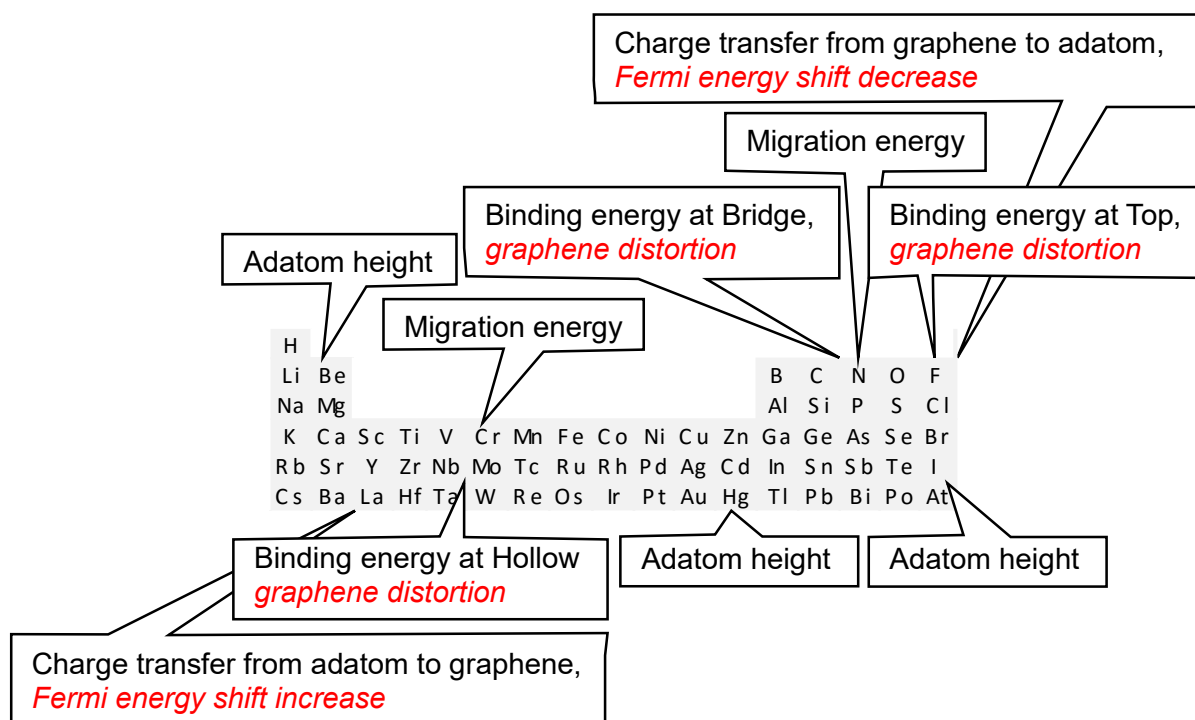 Charge transfer from graphene to adatom,
Fermi energy shift decrease
Migration energy
Binding energy at Bridge,
graphene distortion
Binding energy at Top,
graphene distortion
Adatom height
Migration energy
H
Li Be B C N O F
Na Mg Al Si P S Cl
K Ca Sc Ti V Cr Mn Fe Co Ni Cu Zn Ga Ge As Se Br
Rb Sr Y Zr Nb Mo Tc Ru Rh Pd Ag Cd In Sn Sb Te I
Cs Ba La Hf Ta W Re Os Ir Pt Au Hg Tl Pb Bi Po At
Binding energy at Hollow
graphene distortion
Adatom height
Adatom height
Charge transfer from adatom to graphene,
Fermi energy shift increase